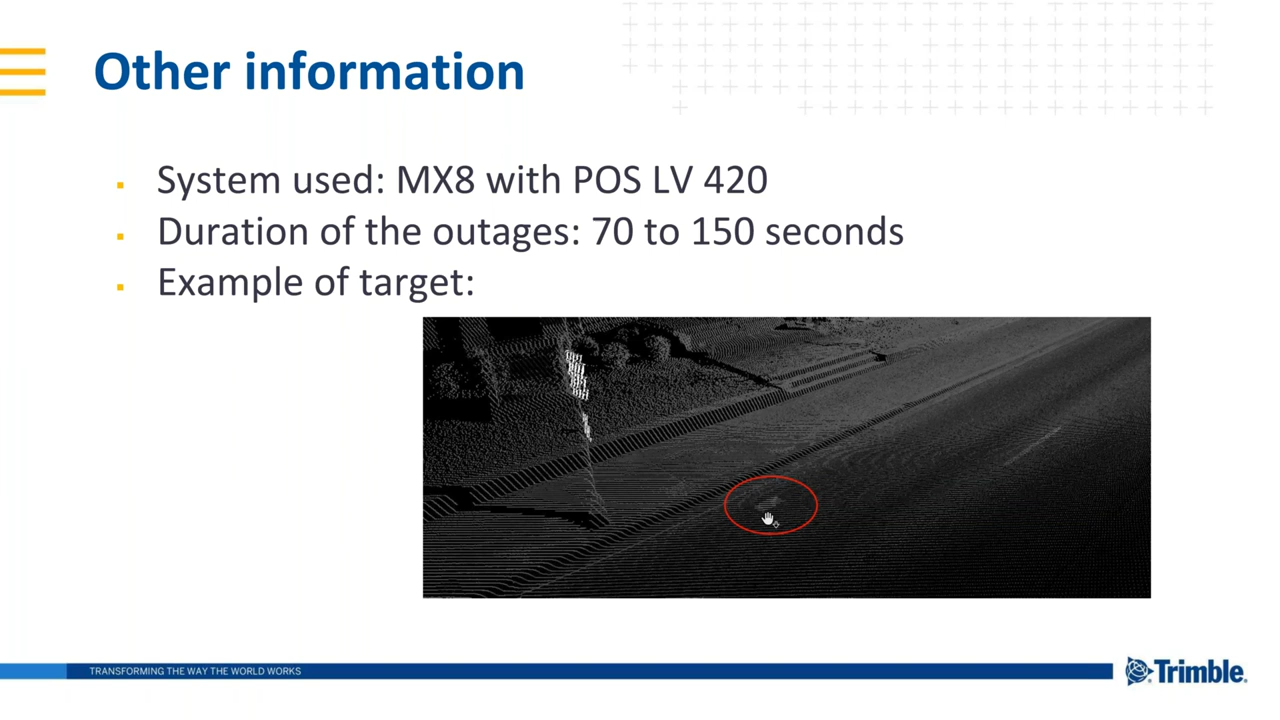 Other information
System used: MX8 with POS LV 420
Duration of the outages: 70 to 150 seconds
Example of target:
TRANSFORMING THE WAY THE WORLD WORKS
Trimble